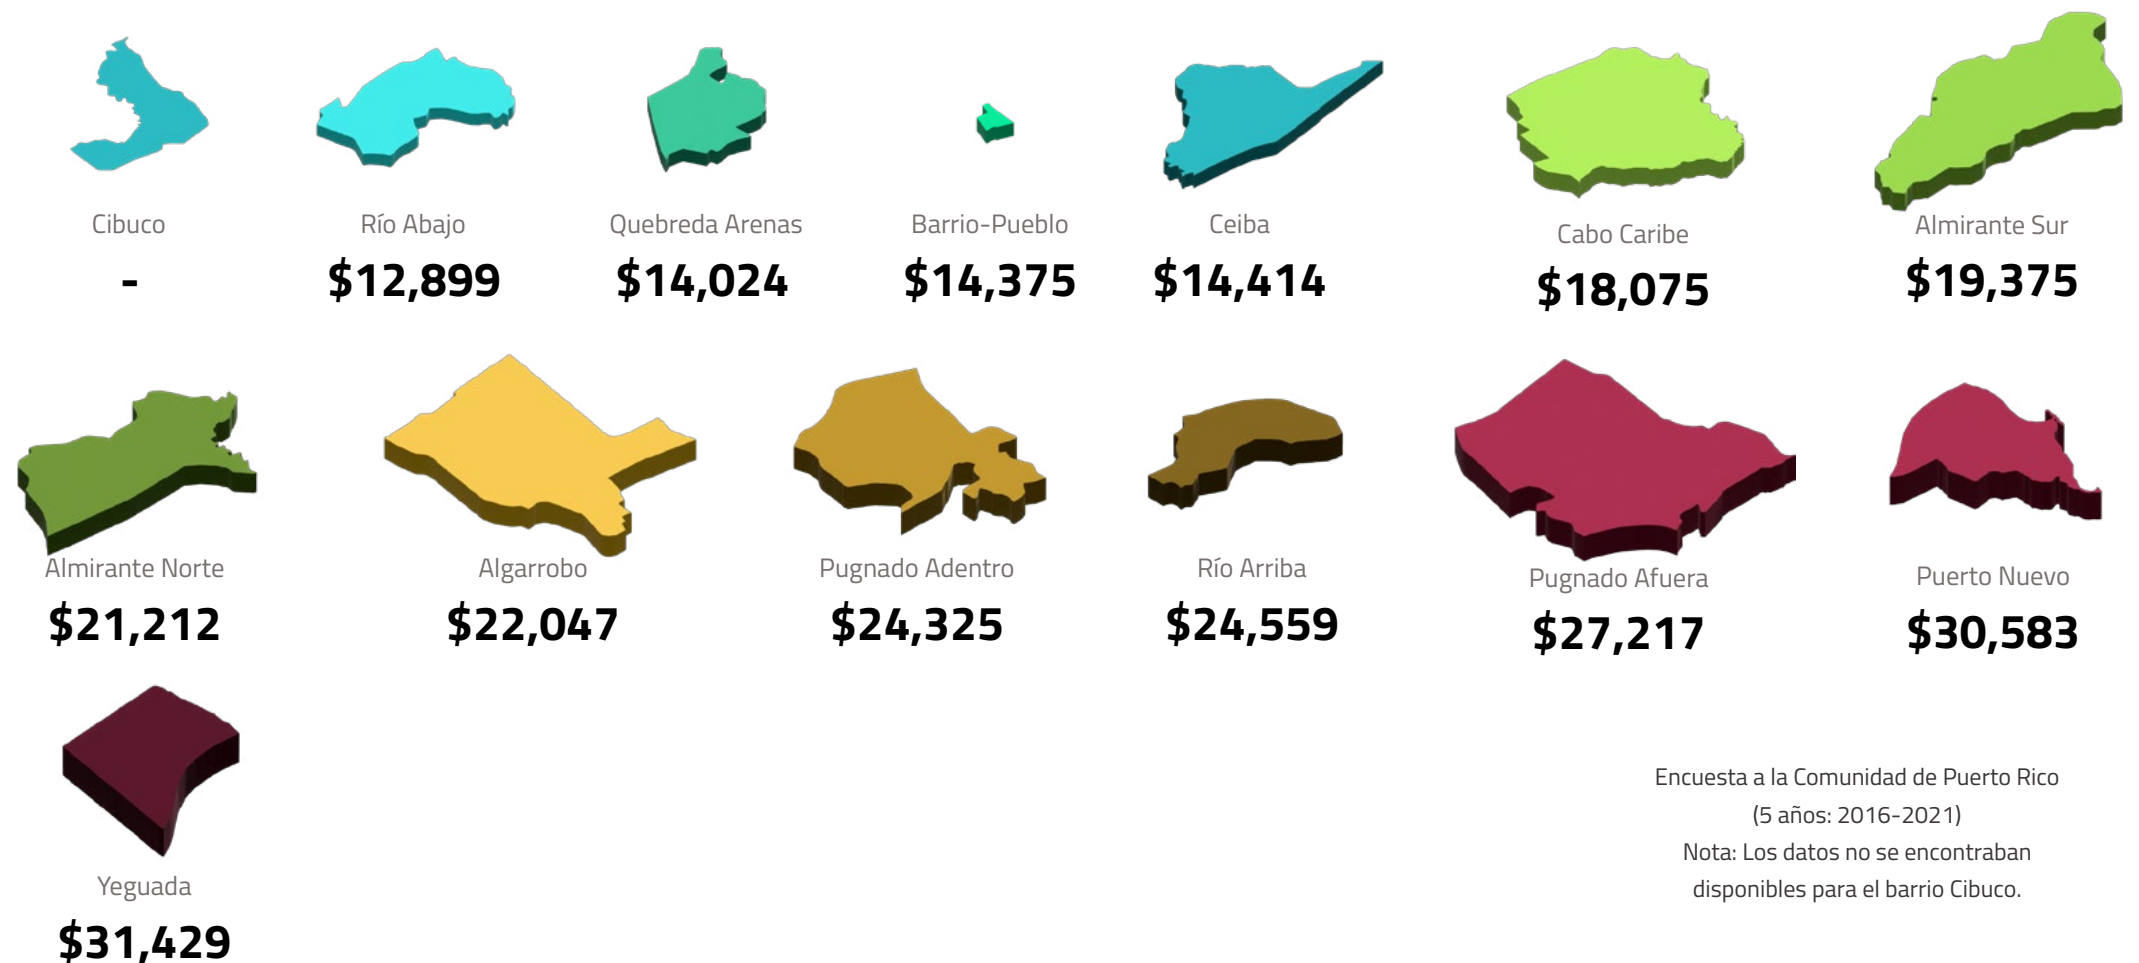 Cibuco
-
Río Abajo
$12,899
Quebreda Arenas
$14,024
Barrio-Pueblo
$14,375
Ceiba
$14,414
Cabo Caribe
$18,075
Almirante Sur
$19,375
Almirante Norte
$21,212
Algarrobo
$22,047
Pugnado Adentro
$24,325
Río Arriba
$24,559
Pugnado Afuera
$27,217
Puerto Nuevo
$30,583
Yeguada
$31,429
Encuesta a la Comunidad de Puerto Rico
(5 años: 2016-2021)
Nota: Los datos no se encontraban
disponibles para el barrio Cibuco.